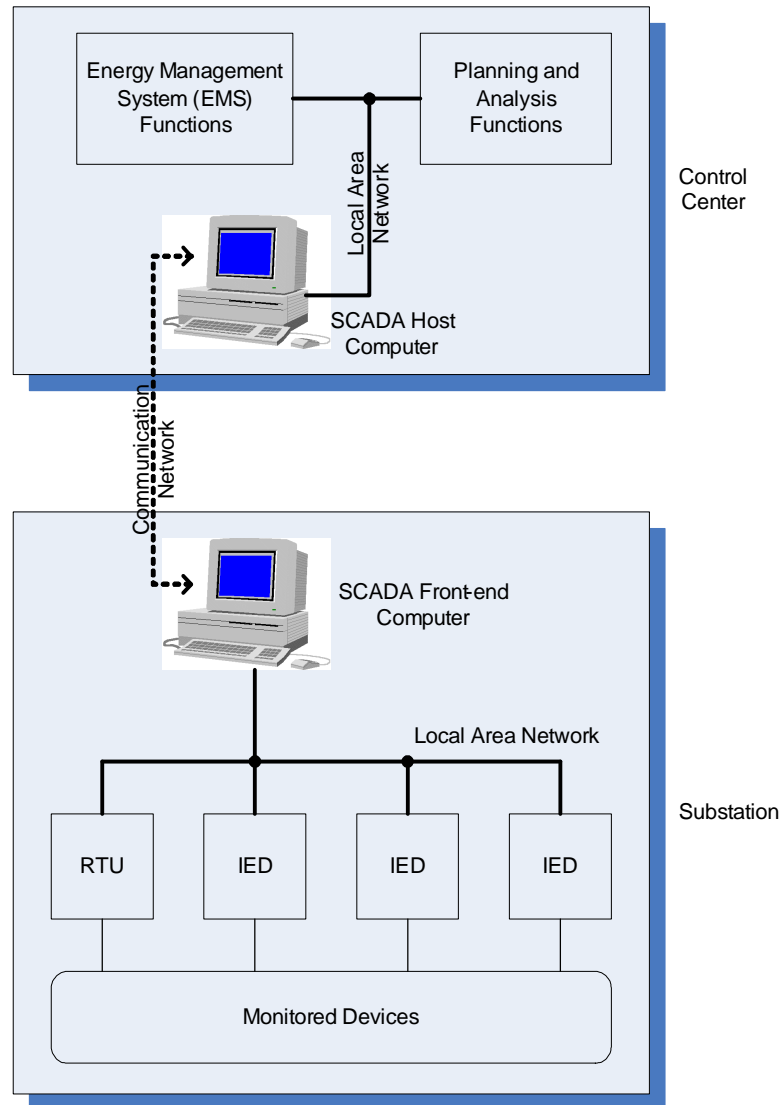 Energy Management
System (EMS)
Functions
Planning and
Analysis
Functions
Local Area
Network
Control
Center
SCADA Host
Computer
Communication
Network
SCADA Front-end
Computer
Local Area Network
Substation
RTU
IED
IED
IED
Monitored Devices